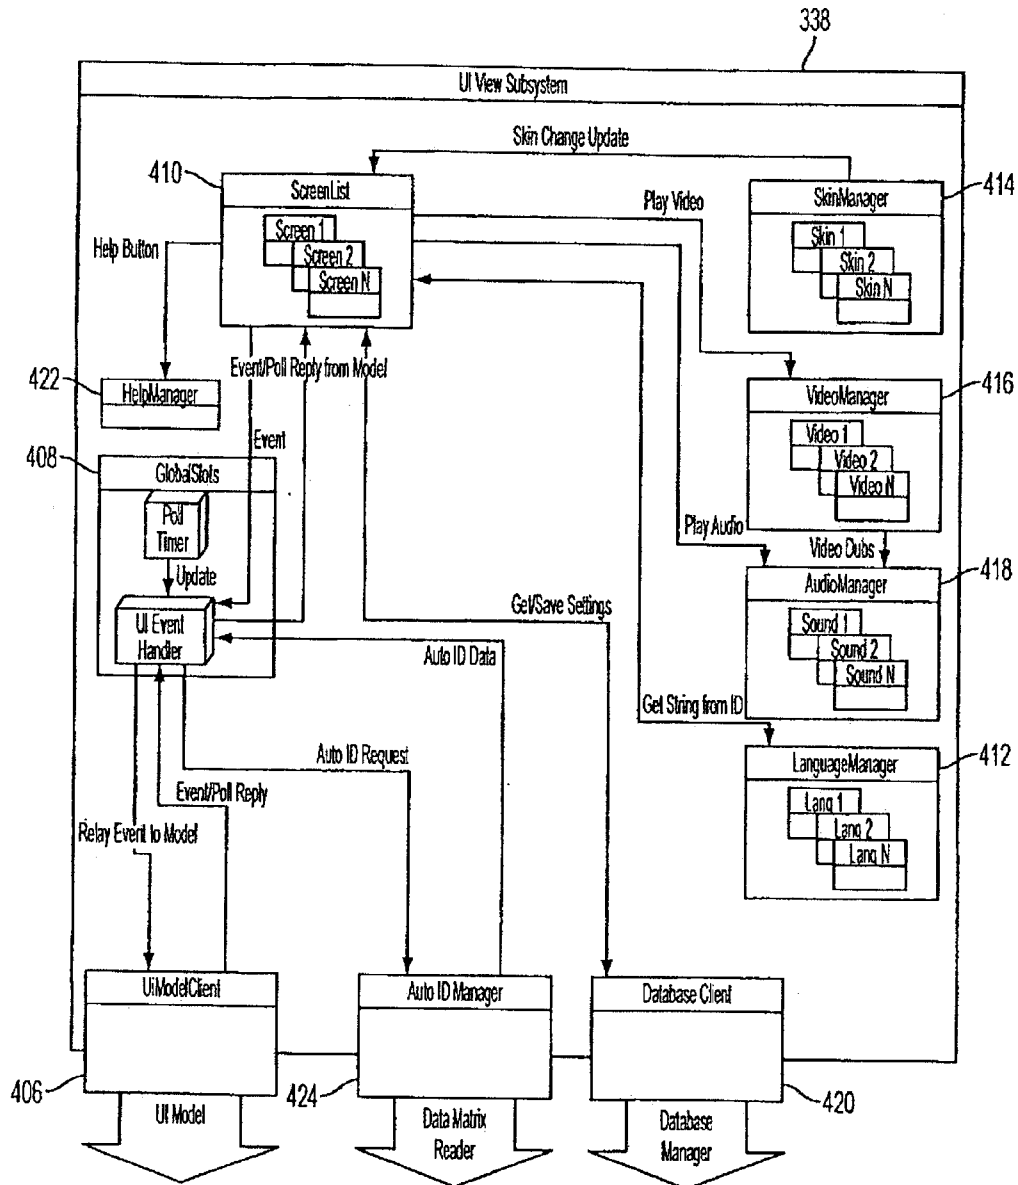 338
UI View Subsystem
Skin Change Update
410
ScreenList
Screen 1
Screen 2
Screen N
Play Video
SkinManager
414
Skin 1
Skin 2
Skin N
Help Button
Event/Poll Reply from Model
422
HelpManager
VideoManager
416
Video 1
Video 2
Video N
Event
408
GlobalSlots
Poll
Timer
Update
Play Audio
Video Dubs
AudioManager
418
Sound 1
Sound 2
Sound N
UI Event
Handler
Get/Save Settings
Auto ID Data
Get String from ID
Auto ID Request
LanguageManager
412
Lang 1
Lang 2
Lang N
Event/Poll Reply
Relay Event to Model
UiModelClient
Auto ID Manager
Database Client
406
424
420
UI Model
Data Matrix
Reader
Database
Manager